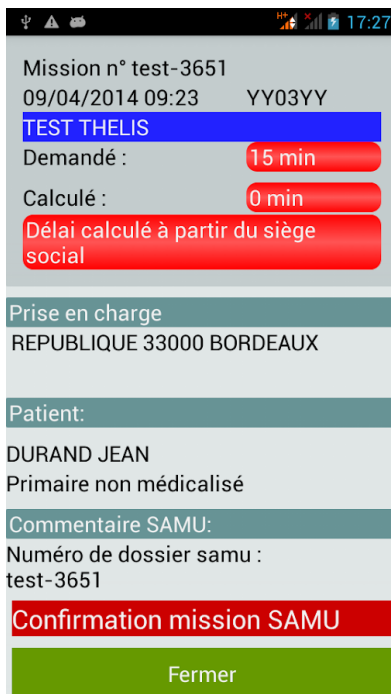 17:27
Mission n° test-3651
09/04/2014 09:23 YY03YY
TEST THELIS
Demandé : 15 min
Calculé : 0 min
Délai calculé à partir du siège
social
Prise en charge
REPUBLIQUE 33000 BORDEAUX
Patient:
DURAND JEAN
Primaire non médicalisé
Commentaire SAMU:
Numéro de dossier samu :
test-3651
Confirmation mission SAMU
Fermer